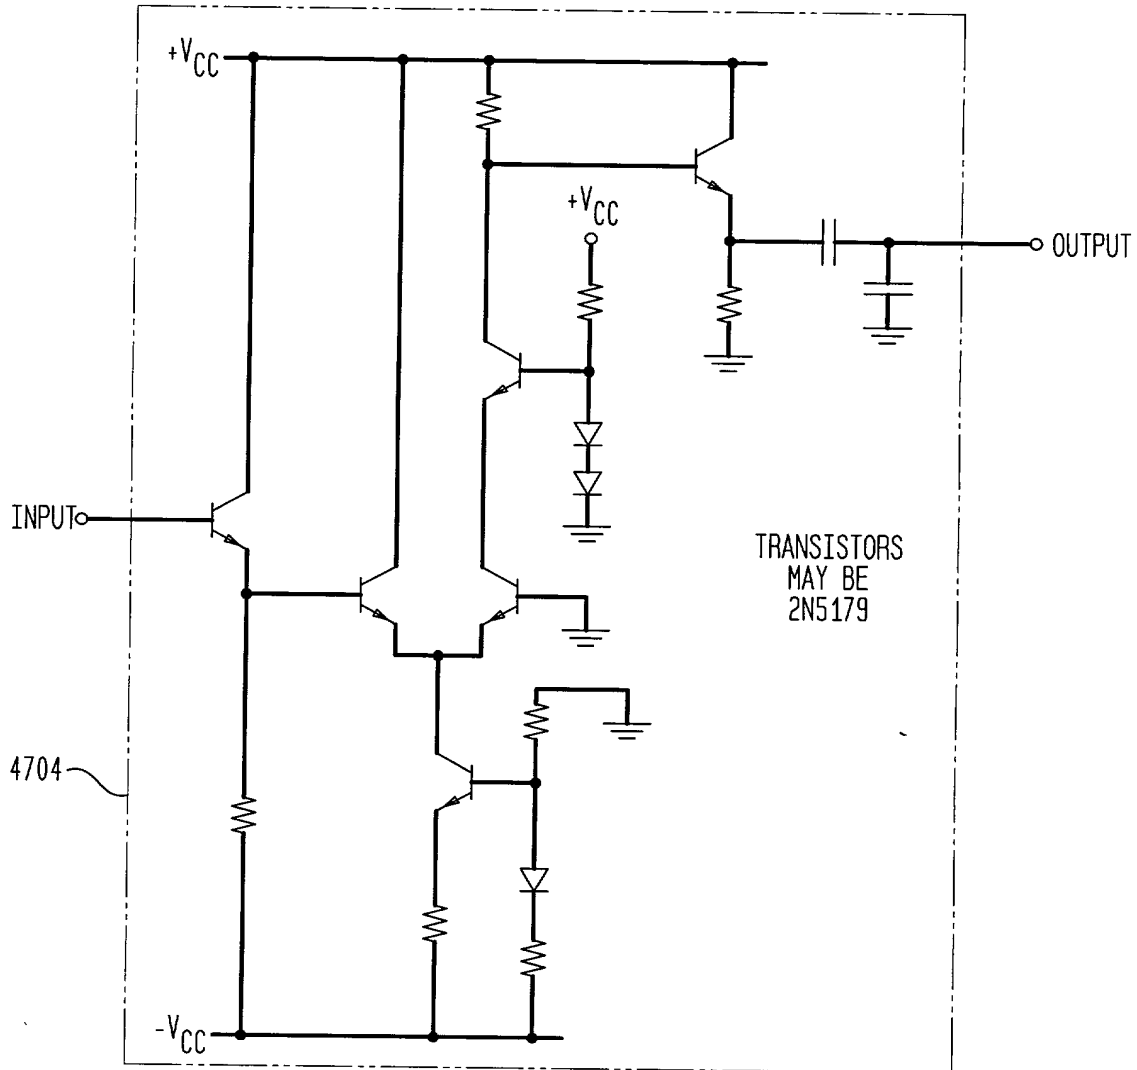 +VCC
+VCC
OUTPUT
INPUT
TRANSISTORS
MAY BE
2N5179
4704
-VCC